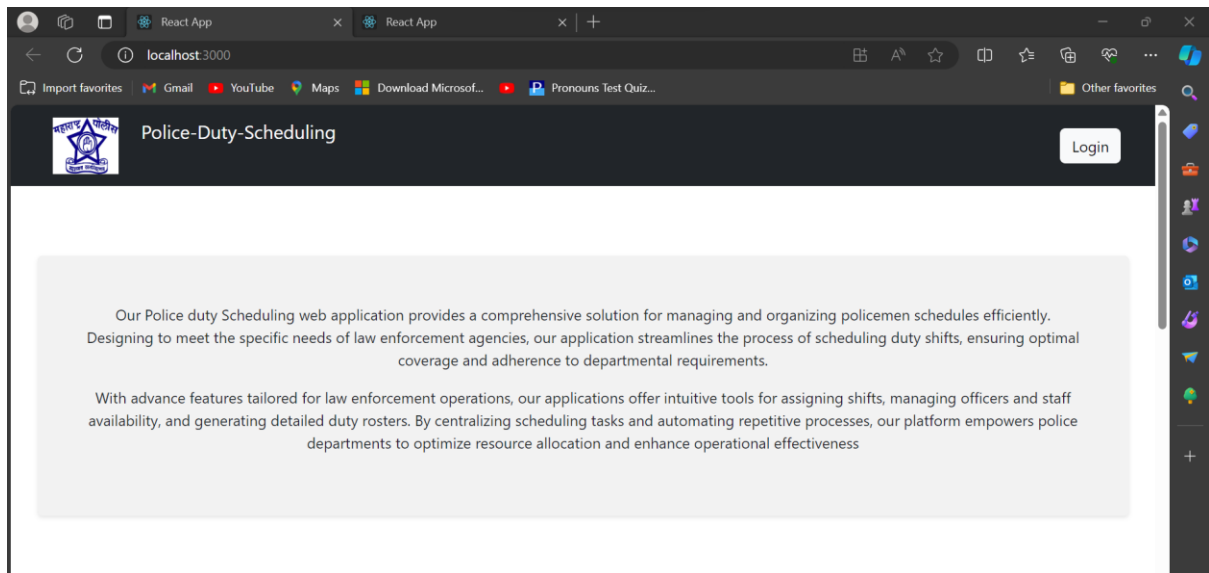 React App
React App
localhost:3000
Import favorites
Gmail
YouTube
Maps
Download Microsof...
Pronouns Test Quiz...
Other favorites
महाराष्ट्र पोलीस
Police-Duty-Scheduling
Login
Our Police duty Scheduling web application provides a comprehensive solution for managing and organizing policemen schedules efficiently.
Designing to meet the specific needs of law enforcement agencies, our application streamlines the process of scheduling duty shifts, ensuring optimal
coverage and adherence to departmental requirements.
With advance features tailored for law enforcement operations, our applications offer intuitive tools for assigning shifts, managing officers and staff
availability, and generating detailed duty rosters. By centralizing scheduling tasks and automating repetitive processes, our platform empowers police
departments to optimize resource allocation and enhance operational effectiveness